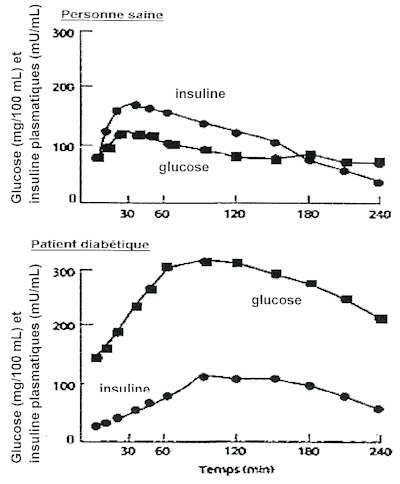 Personne saine
Glucose (mg/100 mL) et
insuline plasmatiques (mU/mL)
300
200
100
0
insuline
glucose
30
60
120
180
240
Patient diabétique
Glucose (mg/100 mL) et
insuline plasmatiques (mU/mL)
300
200
100
0
glucose
insuline
30
60
120
180
240
Temps (min)